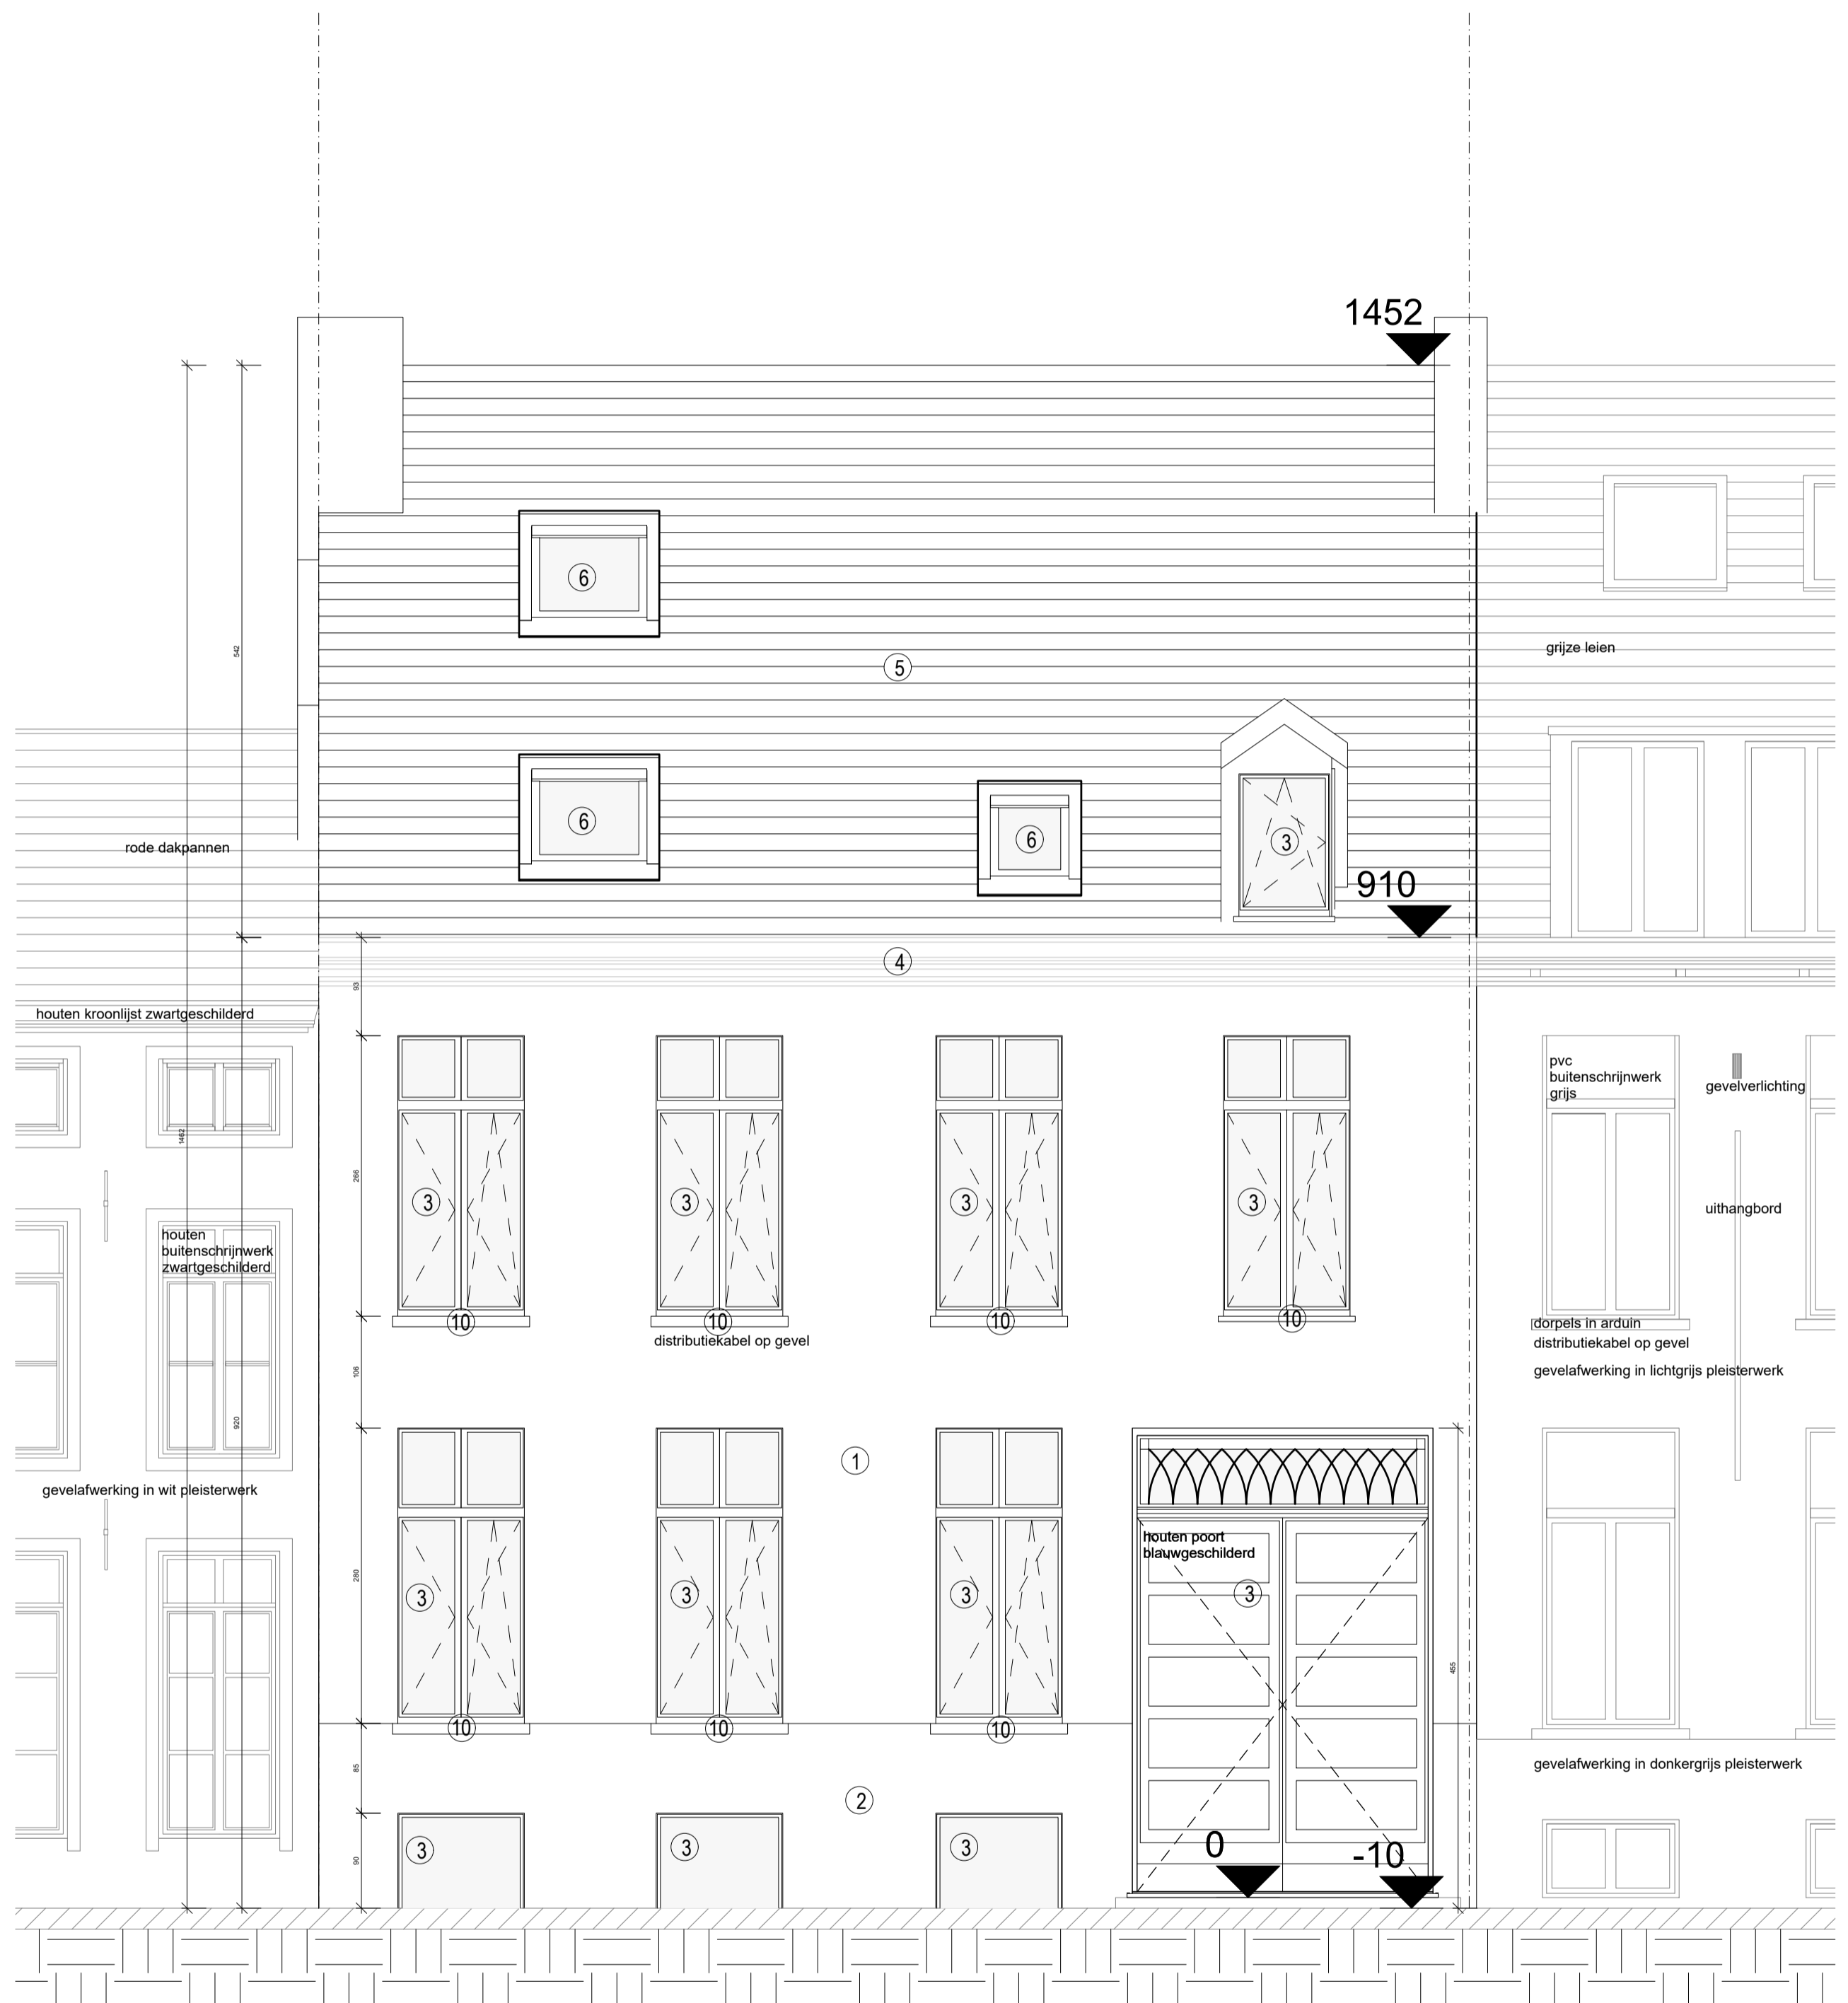 1452
542
6
5
grijze leien
6
6
3
rode dakpannen
910
4
93
houten kroonlijst zwartgeschilderd
pvc
buitenschrijnwerk
grijs
gevelverlichting
1462
266
3
3
3
3
uithangbord
houten
buitenschrijnwerk
zwartgeschilderd
10
10
10
10
distributiekabel op gevel
dorpels in arduin
distributiekabel op gevel
gevelafwerking in lichtgrijs pleisterwerk
106
920
1
gevelafwerking in wit pleisterwerk
houten poort
blauwgeschilderd
280
3
3
3
3
455
10
10
10
85
gevelafwerking in donkergrijs pleisterwerk
2
3
3
3
90
0
-10